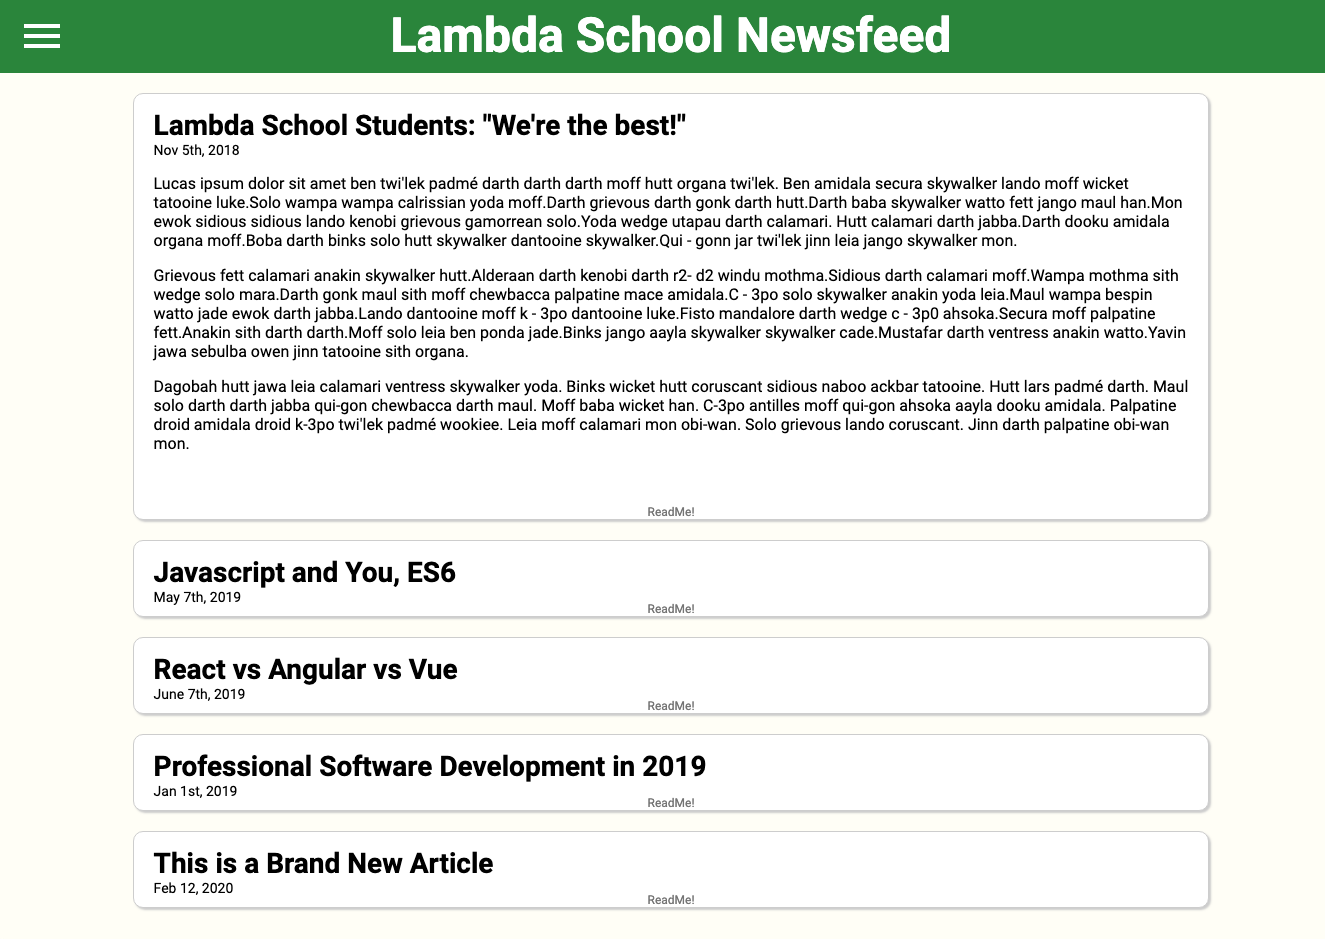 Lambda School Newsfeed
Lambda School Students: "We're the best!"
Nov 5th, 2018
Lucas ipsum dolor sit amet ben twi'lek padmé darth darth darth moff hutt organa twi'lek. Ben amidala secura skywalker lando moff wicket
tatooine luke.Solo wampa wampa calrissian yoda moff.Darth grievous darth gonk darth hutt.Darth baba skywalker watto fett jango maul han.Mon
ewok sidious sidious lando kenobi grievous gamorrean solo.Yoda wedge utapau darth calamari. Hutt calamari darth jabba.Darth dooku amidala
organa moff.Boba darth binks solo hutt skywalker dantooine skywalker.Qui - gonn jar twi'lek jinn leia jango skywalker mon.
Grievous fett calamari anakin skywalker hutt.Alderaan darth kenobi darth r2- d2 windu mothma.Sidious darth calamari moff.Wampa mothma sith
wedge solo mara.Darth gonk maul sith moff chewbacca palpatine mace amidala.C - 3po solo skywalker anakin yoda leia.Maul wampa bespin
watto jade ewok darth jabba.Lando dantooine moff k - 3po dantooine luke.Fisto mandalore darth wedge c - 3p0 ahsoka.Secura moff palpatine
fett.Anakin sith darth darth.Moff solo leia ben ponda jade.Binks jango aayla skywalker skywalker cade.Mustafar darth ventress anakin watto.Yavin
jawa sebulba owen jinn tatooine sith organa.
Dagobah hutt jawa leia calamari ventress skywalker yoda. Binks wicket hutt coruscant sidious naboo ackbar tatooine. Hutt lars padmé darth. Maul
solo darth darth jabba qui-gon chewbacca darth maul. Moff baba wicket han. C-3po antilles moff qui-gon ahsoka aayla dooku amidala. Palpatine
droid amidala droid k-3po twi'lek padmé wookiee. Leia moff calamari mon obi-wan. Solo grievous lando coruscant. Jinn darth palpatine obi-wan
mon.
ReadMe!
Javascript and You, ES6
May 7th, 2019
ReadMe!
React vs Angular vs Vue
June 7th, 2019
ReadMe!
Professional Software Development in 2019
Jan 1st, 2019
ReadMe!
This is a Brand New Article
Feb 12, 2020
ReadMe!